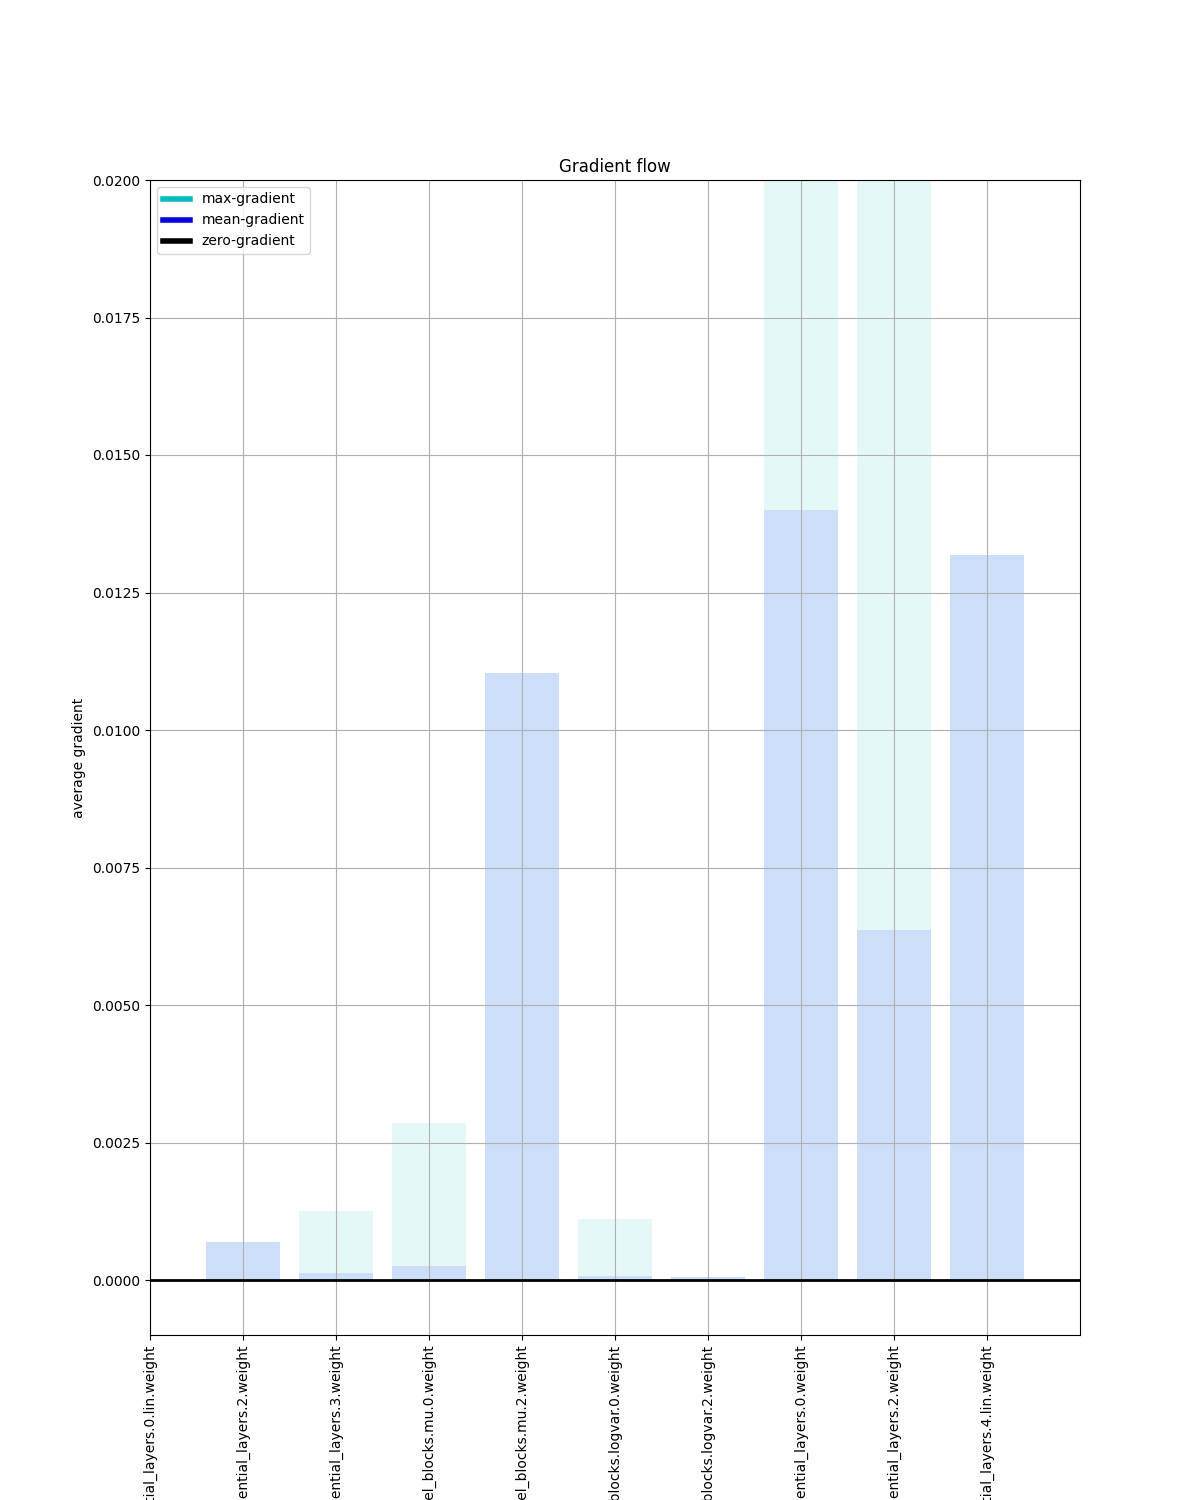 Gradient flow
max-gradient
mean-gradient
zero-gradient
0.0200
0.0175
0.0150
0.0125
0.0100
0.0075
0.0050
0.0025
0.0000
average gradient
tial_layers.0.lin.weight
ential_layers.2.weight
ential_layers.3.weight
el_blocks.mu.0.weight
el_blocks.mu.2.weight
blocks.logvar.0.weight
blocks.logvar.2.weight
ential_layers.0.weight
ential_layers.2.weight
tial_layers.4.lin.weight